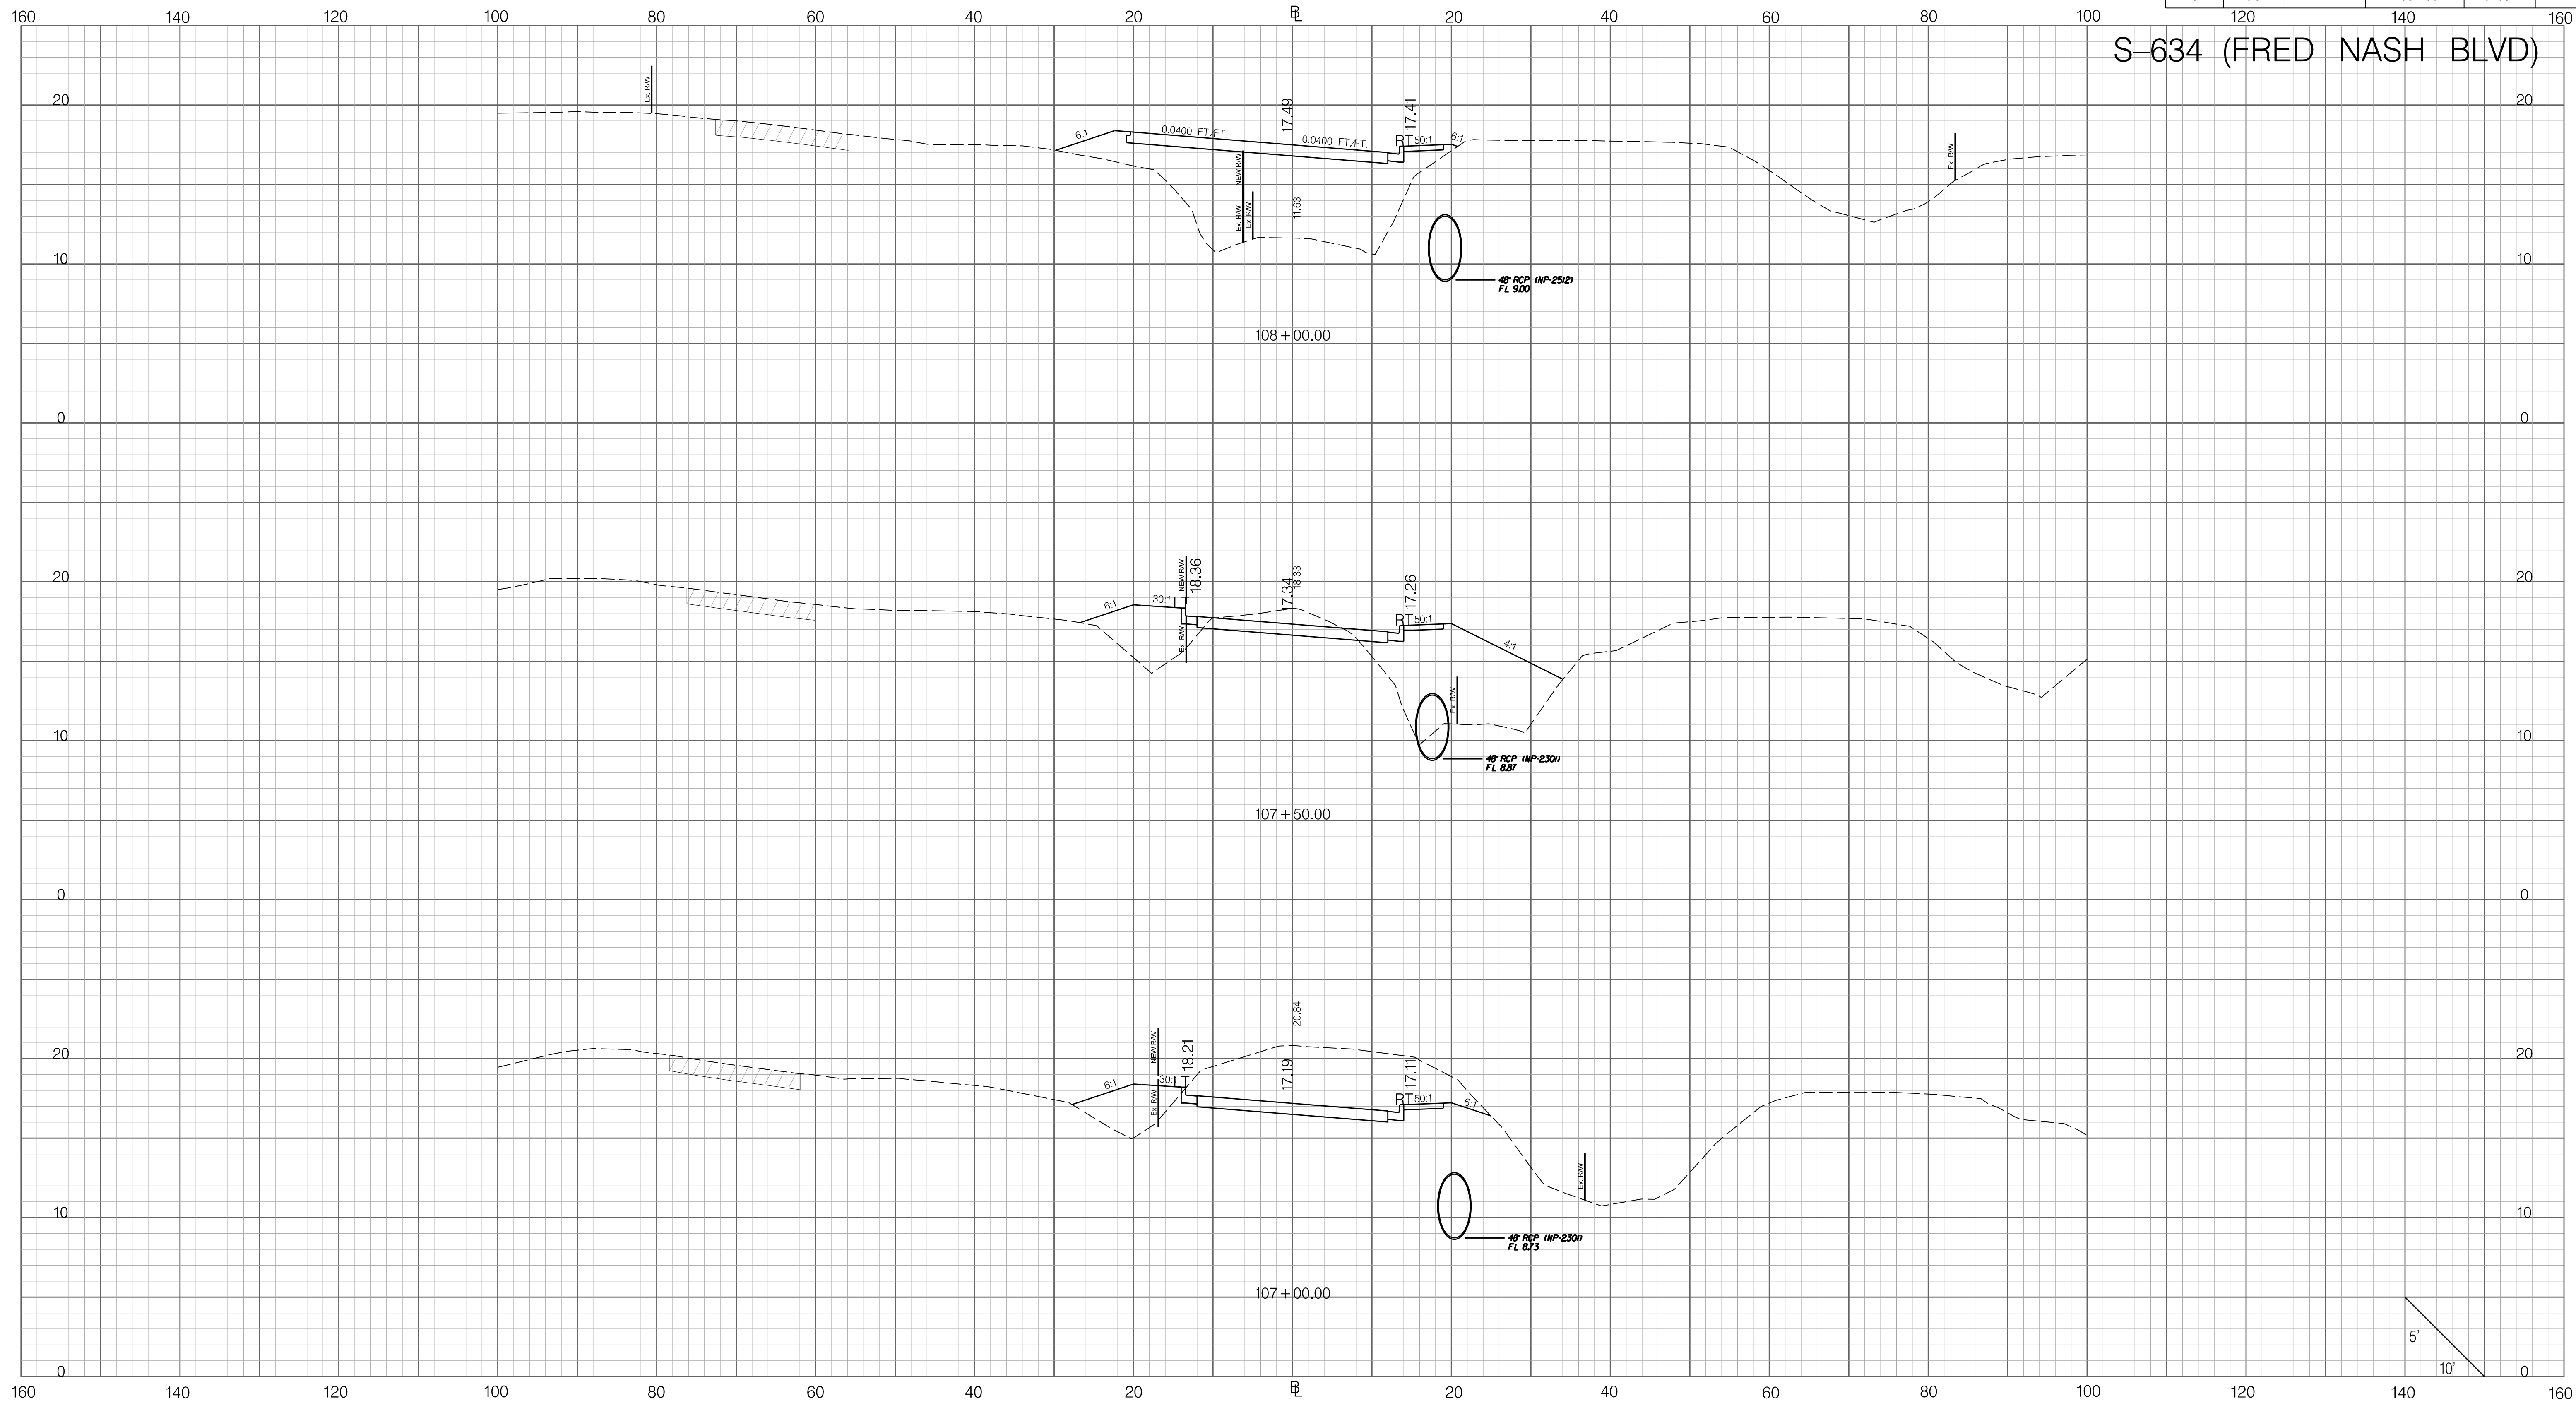 160 140 100 80 60 40 20 BL 20 40 60 80 100 120 140 160
S–634 (FRED NASH BLVD)
Ex. R/W
20 20
6:1 0.0400 FT./FT. 17.49 0.0400 FT./FT. 17.41 RT 50:1 6:1
NEW R/W
Ex. R/W
Ex. R/W
Ex. R/W
11.63
10 10
48" RCP (NP-2512)
FL 9.00
108+00.00
0 0
20 20
NEW R/W
18.36
17.34
18.33
17.26
6:1 30:1 LT RT 50:1
Ex. R/W
4:1
Ex. R/W
10 10
48" RCP (NP-2301)
FL 8.87
107+50.00
0 0
20.84
20 20
NEW R/W
18.21
17.19
17.11
6:1 30:1 LT RT 50:1 6:1
Ex. R/W
Ex. R/W
10 10
48" RCP (NP-2301)
FL 8.73
107+00.00
5'
10'
0 0
160 140 120 100 80 60 40 20 BL 20 40 60 80 100 120 140 160